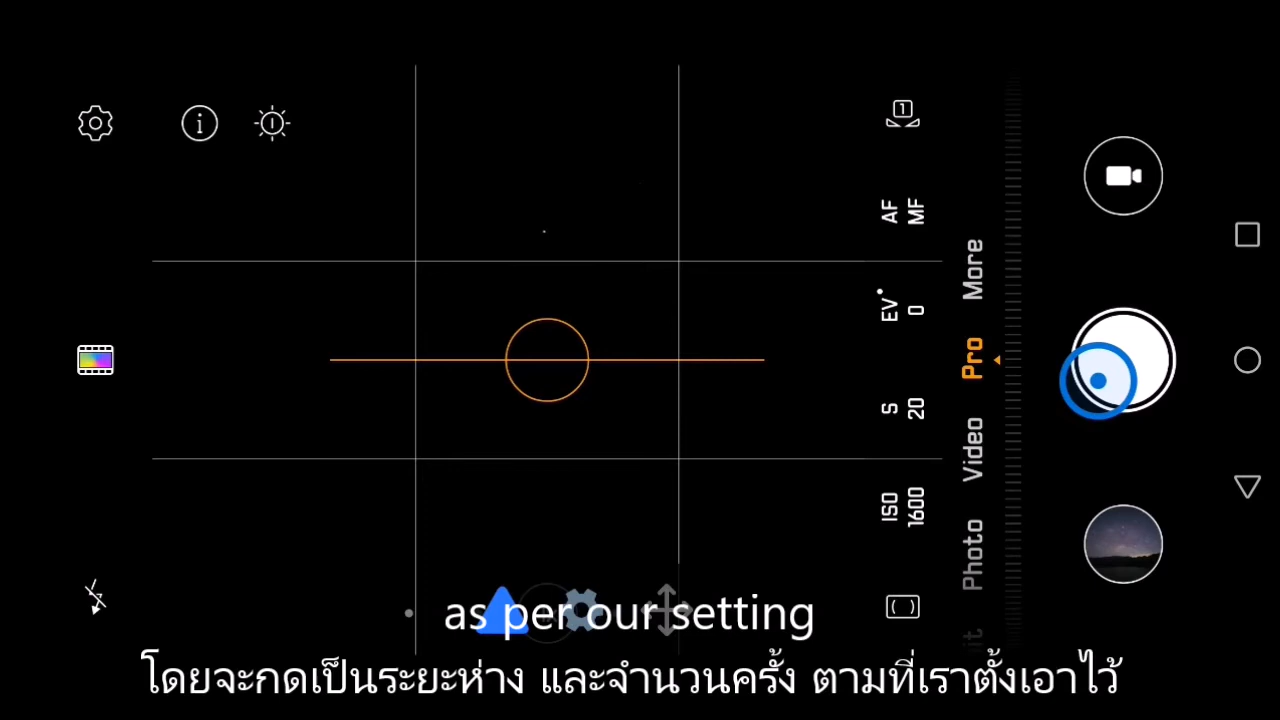 1
AF
MF
EV•
0
S
20
ISO
1600
More
Pro
Video
Photo
as per our setting
โดยจะกดเป็นระยะห่าง และจำนวนครั้ง ตามที่เราตั้งเอาไว้